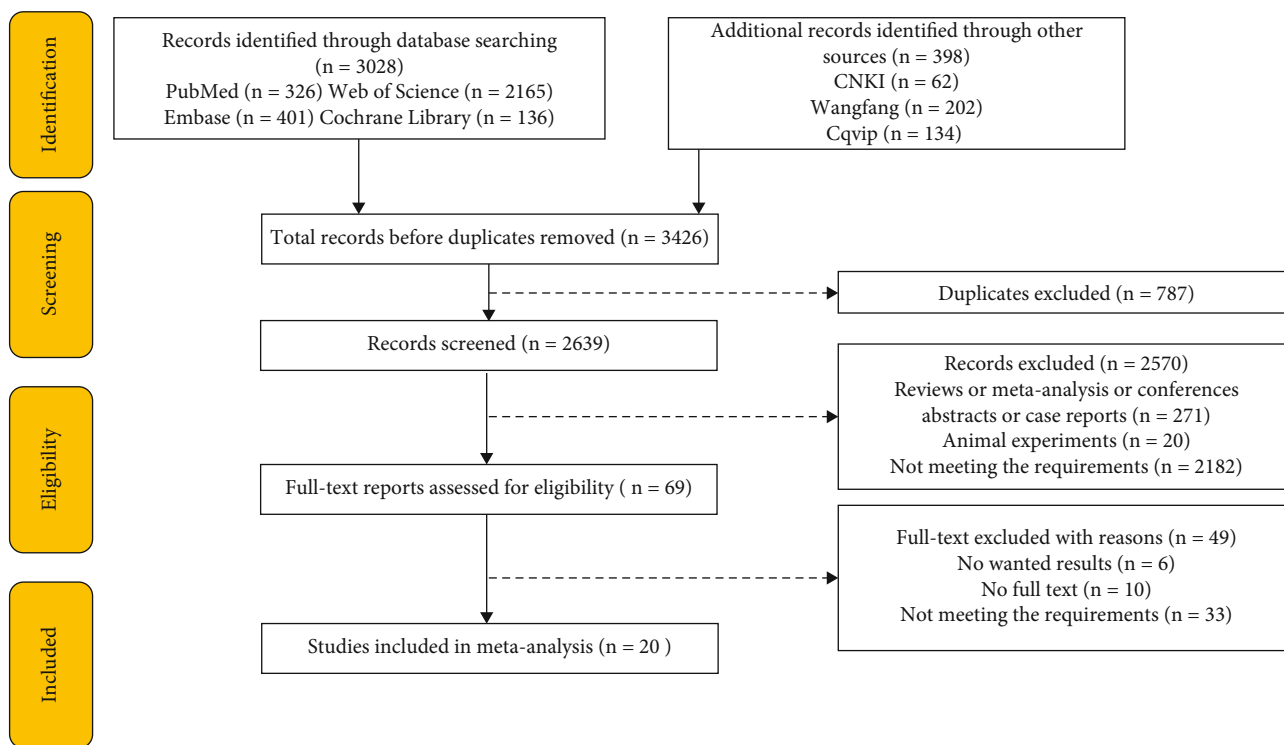 Identification
Records identified through database searching
(n = 3028)
PubMed (n = 326) Web of Science (n = 2165)
Embase (n = 401) Cochrane Library (n = 136)
Additional records identified through other
sources (n = 398)
CNKI (n = 62)
Wangfang (n = 202)
Cqvip (n = 134)
Screening
Total records before duplicates removed (n = 3426)
Duplicates excluded (n = 787)
Records screened (n = 2639)
Records excluded (n = 2570)
Reviews or meta-analysis or conferences
abstracts or case reports (n = 271)
Animal experiments (n = 20)
Not meeting the requirements (n = 2182)
Eligibility
Full-text reports assessed for eligibility ( n = 69)
Full-text excluded with reasons (n = 49)
No wanted results (n = 6)
No full text (n = 10)
Not meeting the requirements (n = 33)
Included
Studies included in meta-analysis (n = 20 )